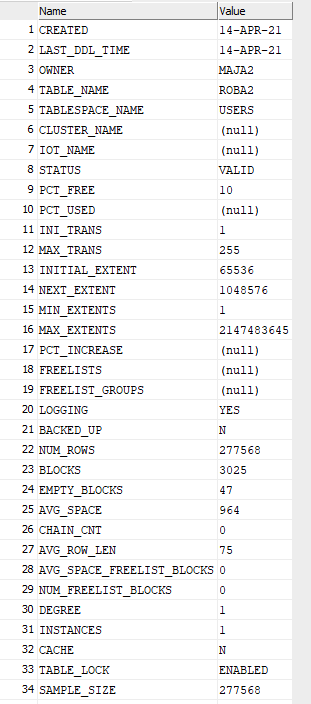 Name Value
1 CREATED 14-APR-21
2 LAST_DDL_TIME 14-APR-21
3 OWNER MAJA2
4 TABLE_NAME ROBA2
5 TABLESPACE_NAME USERS
6 CLUSTER_NAME (null)
7 IOT_NAME (null)
8 STATUS VALID
9 PCT_FREE 10
10 PCT_USED (null)
11 INI_TRANS 1
12 MAX_TRANS 255
13 INITIAL_EXTENT 65536
14 NEXT_EXTENT 1048576
15 MIN_EXTENTS 1
16 MAX_EXTENTS 2147483645
17 PCT_INCREASE (null)
18 FREELISTS (null)
19 FREELIST_GROUPS (null)
20 LOGGING YES
21 BACKED_UP N
22 NUM_ROWS 277568
23 BLOCKS 3025
24 EMPTY_BLOCKS 47
25 AVG_SPACE 964
26 CHAIN_CNT 0
27 AVG_ROW_LEN 75
28 AVG_SPACE_FREELIST_BLOCKS 0
29 NUM_FREELIST_BLOCKS 0
30 DEGREE 1
31 INSTANCES 1
32 CACHE N
33 TABLE_LOCK ENABLED
34 SAMPLE_SIZE 277568